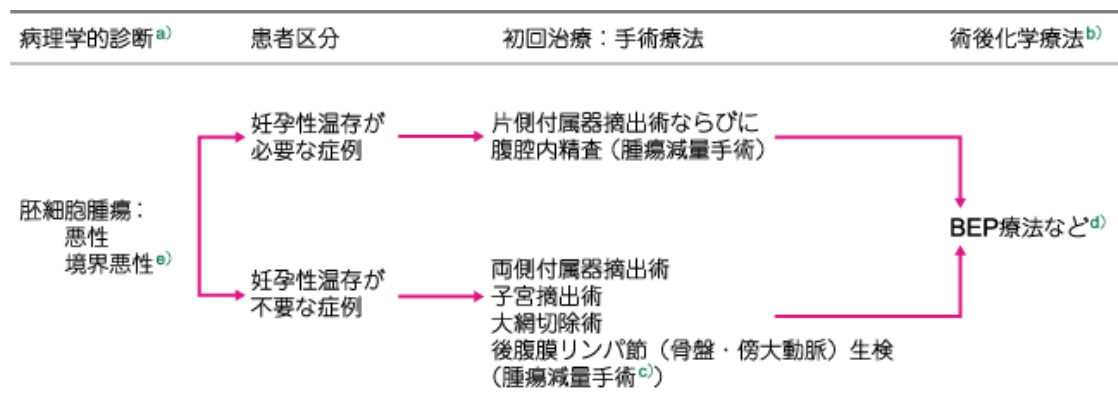 病理学的診断a) 患者区分 初回治療：手術療法 術後化学療法b)
妊孕性温存が
必要な症例
片側付属器摘出術ならびに
腹腔内精査（腫瘍減量手術）
胚細胞腫瘍：
悪性
境界悪性e)
BEP療法などd)
妊孕性温存が
不要な症例
両側付属器摘出術
子宮摘出術
大網切除術
後腹膜リンパ節（骨盤・傍大動脈）生検
（腫瘍減量手術c)）